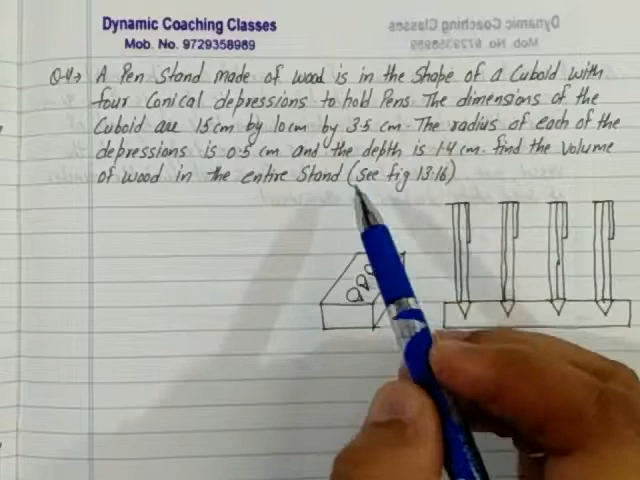 Dynamic Coaching Classes
Mob. No. 9729358989
Q-4→ A Pen Stand made of wood is in the Shape of a Cuboid with
four Conical depressions to hold Pens. The dimensions of the
Cuboid are 15 cm by 10 cm by 3.5 cm. The radius of each of the
depressions is 0.5 cm and the depth is 1.4 cm. find the Volume
of wood in the entire Stand (See fig 13.16)